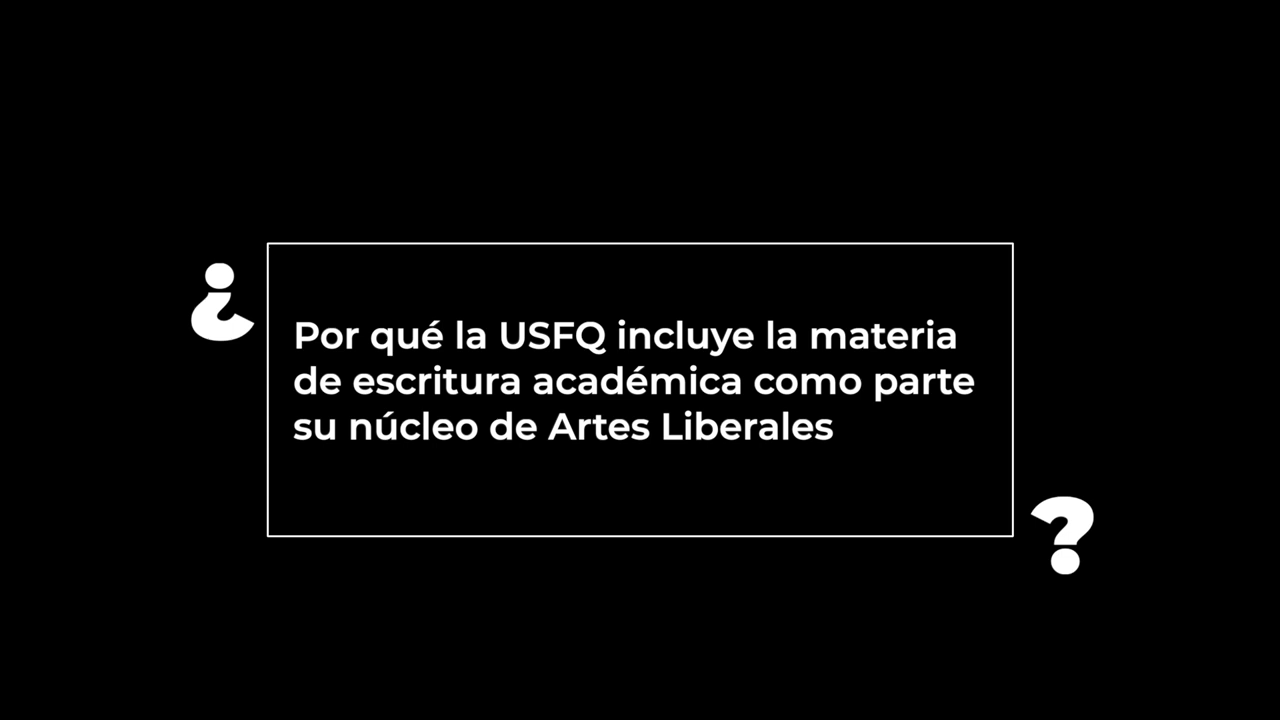 ¿
Por qué la USFQ incluye la materia
de escritura académica como parte
su núcleo de Artes Liberales
?